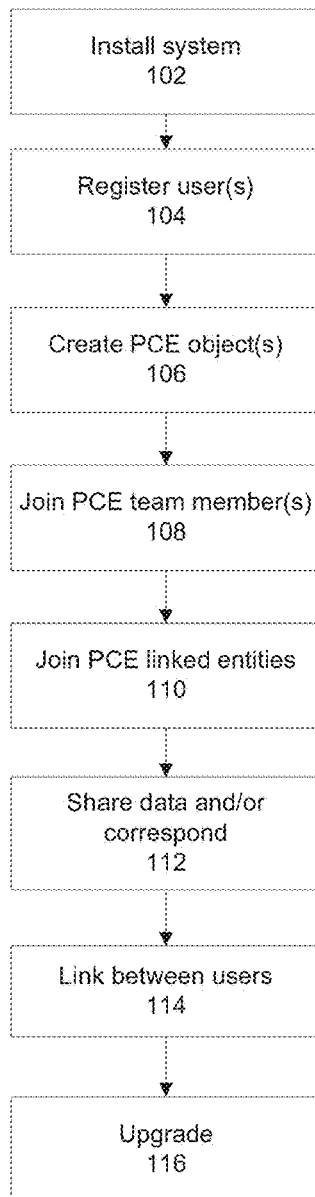 Install system
102
Register user(s)
104
Create PCE object(s)
106
Join PCE team member(s)
108
Join PCE linked entities
110
Share data and/or
correspond
112
Link between users
114
Upgrade
116